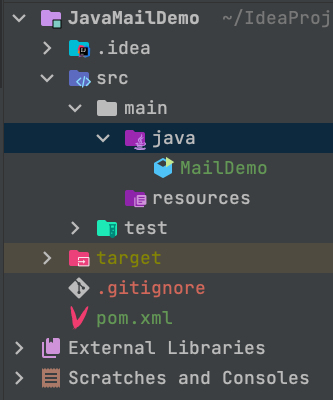 JavaMailDemo ~/IdeaProj
.idea
src
main
java
MailDemo
resources
test
target
.gitignore
pom.xml
External Libraries
Scratches and Consoles